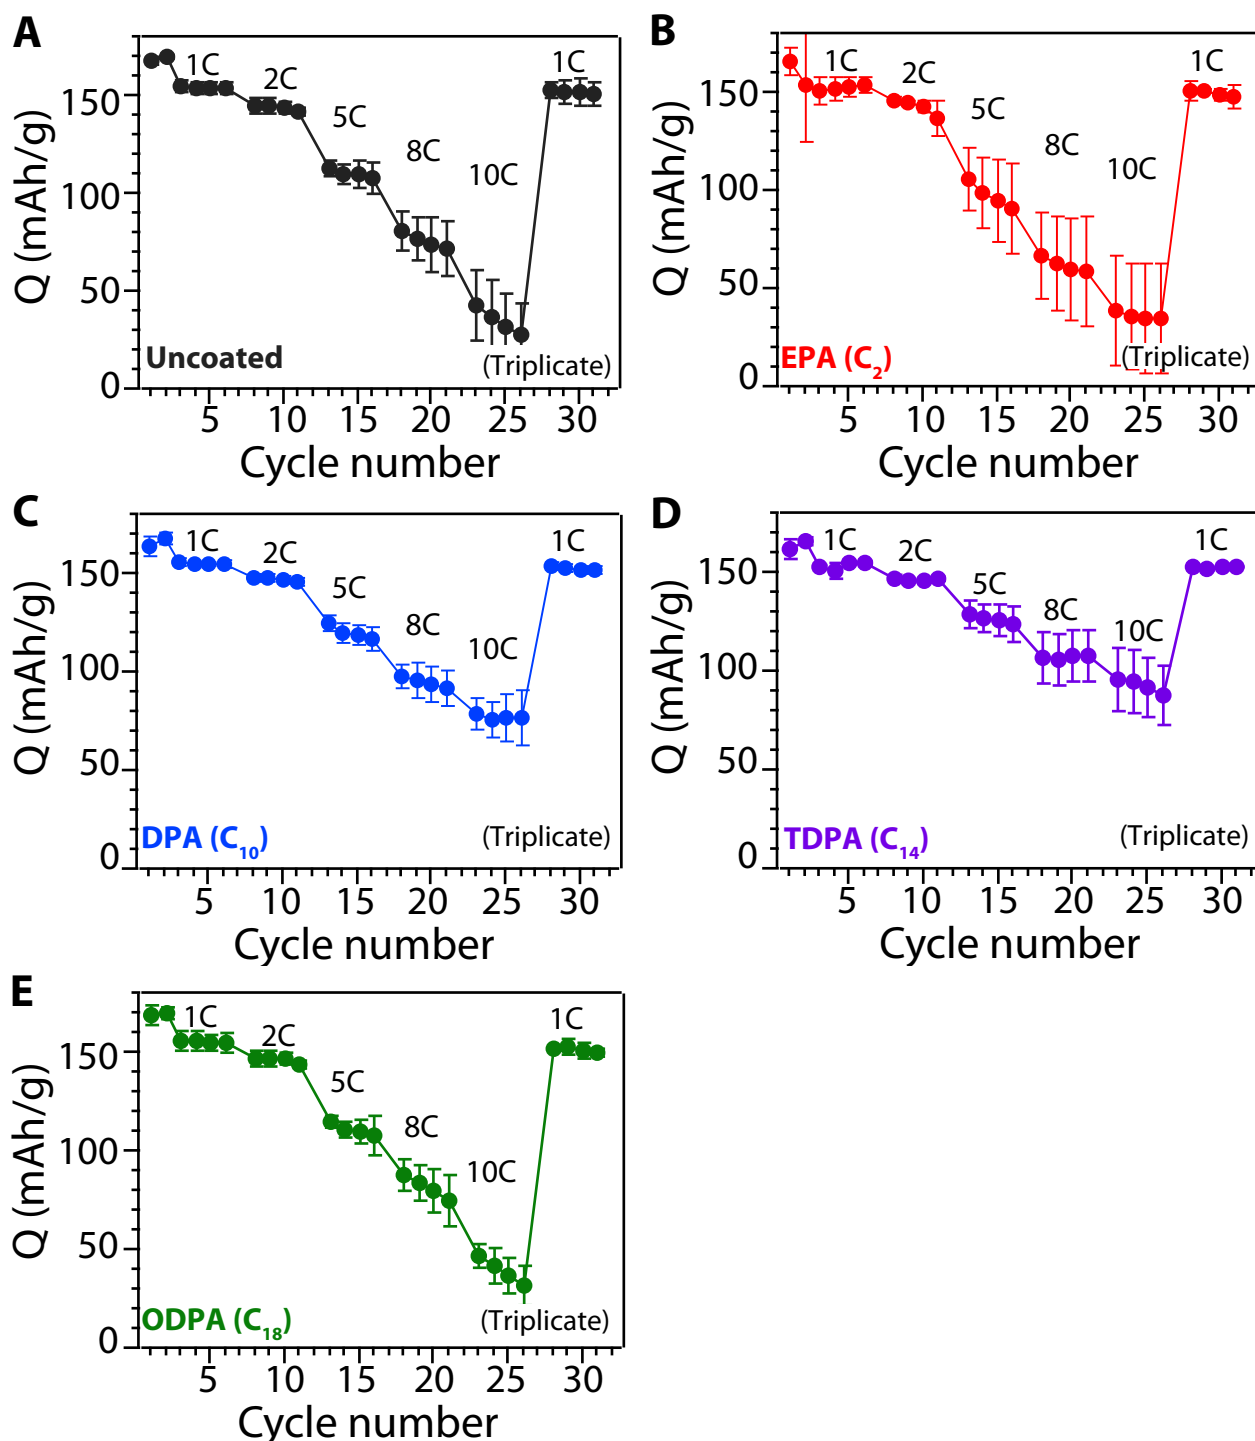 A
Q (mAh/g)
150
100
50
0
1C
2C
5C
8C
10C
1C
Uncoated
(Triplicate)
5 10 15 20 25 30
Cycle number
B
Q (mAh/g)
150
100
50
0
1C
2C
5C
8C
10C
1C
EPA (C₂)
(Triplicate)
5 10 15 20 25 30
Cycle number
C
Q (mAh/g)
150
100
50
0
1C
2C
5C
8C
10C
1C
DPA (C₁₀)
(Triplicate)
5 10 15 20 25 30
Cycle number
D
Q (mAh/g)
150
100
50
0
1C
2C
5C
8C
10C
1C
TDPA (C₁₄)
(Triplicate)
5 10 15 20 25 30
Cycle number
E
Q (mAh/g)
150
100
50
0
1C
2C
5C
8C
10C
1C
ODPA (C₁₈)
(Triplicate)
5 10 15 20 25 30
Cycle number